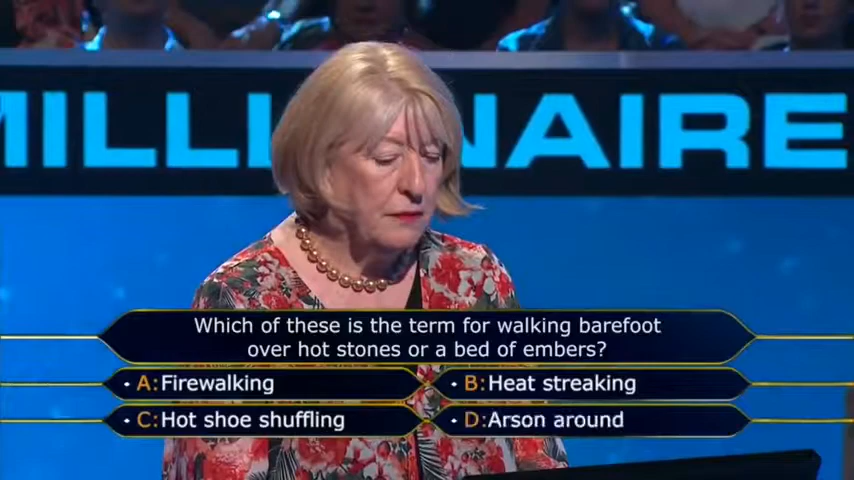 MILLIONAIRE
Which of these is the term for walking barefoot
over hot stones or a bed of embers?
A: Firewalking
B: Heat streaking
C: Hot shoe shuffling
D: Arson around